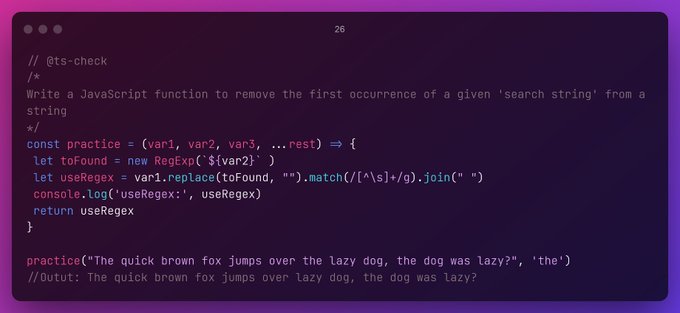 26
// @ts-check
/*
Write a JavaScript function to remove the first occurrence of a given 'search string' from a
string
*/
const practice = (var1, var2, var3, ...rest) => {
let toFound = new RegExp(`${var2}` )
let useRegex = var1.replace(toFound, "").match(/[^\s]+/g).join(" ")
console.log('useRegex:', useRegex)
return useRegex
}
practice("The quick brown fox jumps over the lazy dog, the dog was lazy?", 'the')
//Outut: The quick brown fox jumps over lazy dog, the dog was lazy?